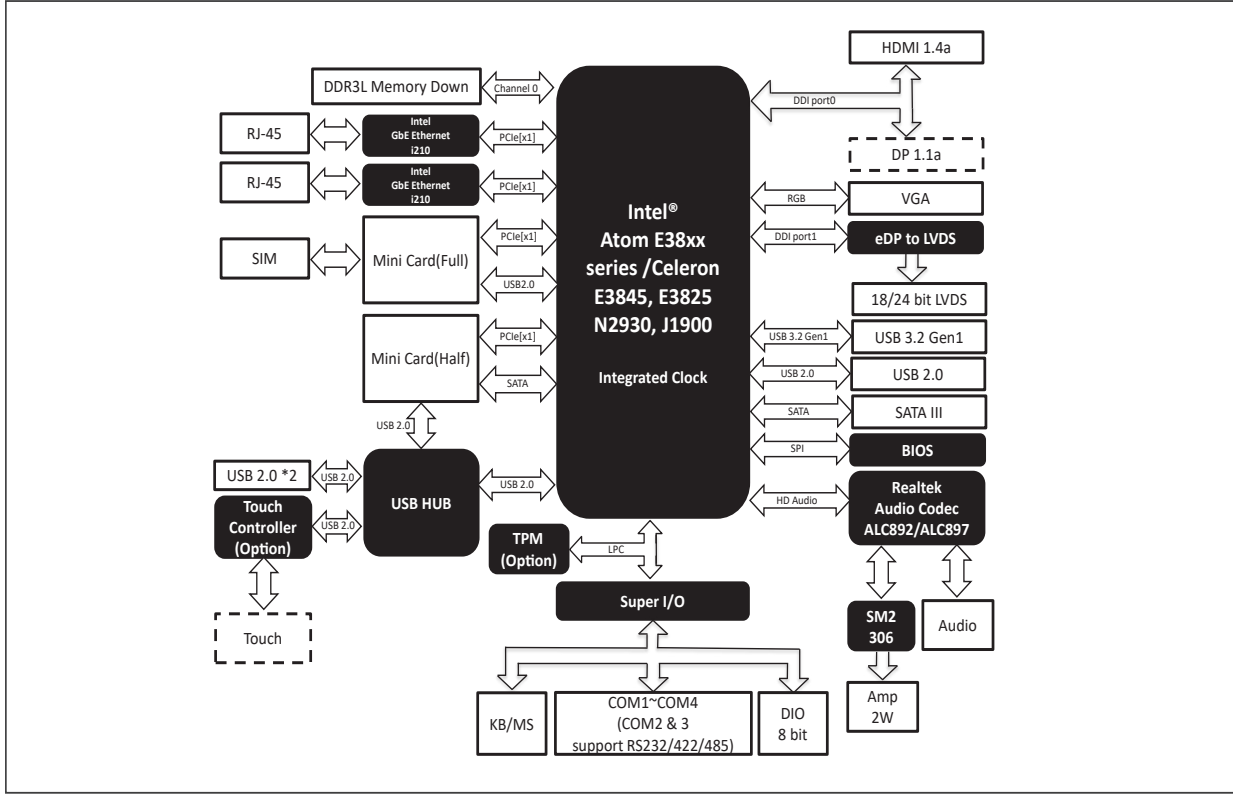 HDMI 1.4a
DDR3L Memory Down
Channel 0
DDI port0
RJ-45
Intel
GbE Ethernet
i210
PCIe[x1]
DP 1.1a
RJ-45
Intel
GbE Ethernet
i210
PCIe[x1]
Intel®
Atom E38xx
series /Celeron
E3845, E3825
N2930, J1900
Integrated Clock
RGB
VGA
DDI port1
eDP to LVDS
18/24 bit LVDS
SIM
Mini Card(Full)
PCIe[x1]
USB2.0
Mini Card(Half)
PCIe[x1]
SATA
USB 3.2 Gen1
USB 3.2 Gen1
USB 2.0
USB 2.0
SATA
SATA III
SPI
BIOS
USB 2.0
USB 2.0 *2
USB 2.0
USB HUB
USB 2.0
Touch
Controller
(Option)
USB 2.0
Touch
HD Audio
Realtek
Audio Codec
ALC892/ALC897
TPM
(Option)
LPC
Super I/O
SM2
306
Audio
Amp
2W
KB/MS
COM1~COM4
(COM2 & 3
support RS232/422/485)
DIO
8 bit